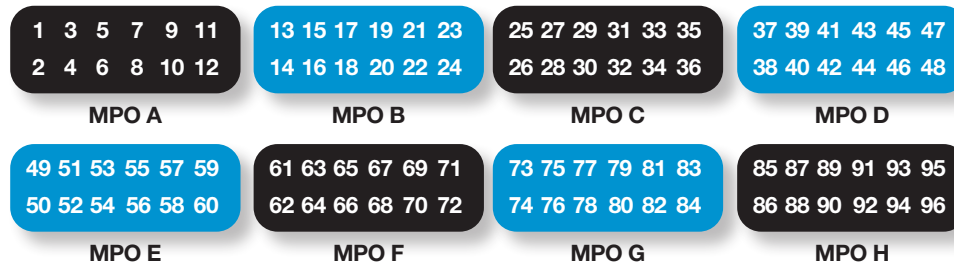 1 3 5 7 9 11
2 4 6 8 10 12
MPO A
13 15 17 19 21 23
14 16 18 20 22 24
MPO B
25 27 29 31 33 35
26 28 30 32 34 36
MPO C
37 39 41 43 45 47
38 40 42 44 46 48
MPO D
49 51 53 55 57 59
50 52 54 56 58 60
MPO E
61 63 65 67 69 71
62 64 66 68 70 72
MPO F
73 75 77 79 81 83
74 76 78 80 82 84
MPO G
85 87 89 91 93 95
86 88 90 92 94 96
MPO H